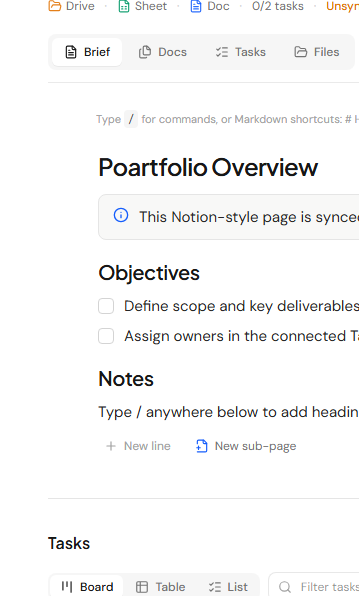 Drive · Sheet · Doc · 0/2 tasks ·
Brief Docs Tasks Files
Type / for commands, or Markdown shortcuts: #
Poartfolio Overview
This Notion-style page is
Objectives
Define scope and key deliverables
Assign owners in the connected
Notes
Type / anywhere below to add
New line New sub-page
Tasks
Board Table List Filter tasks